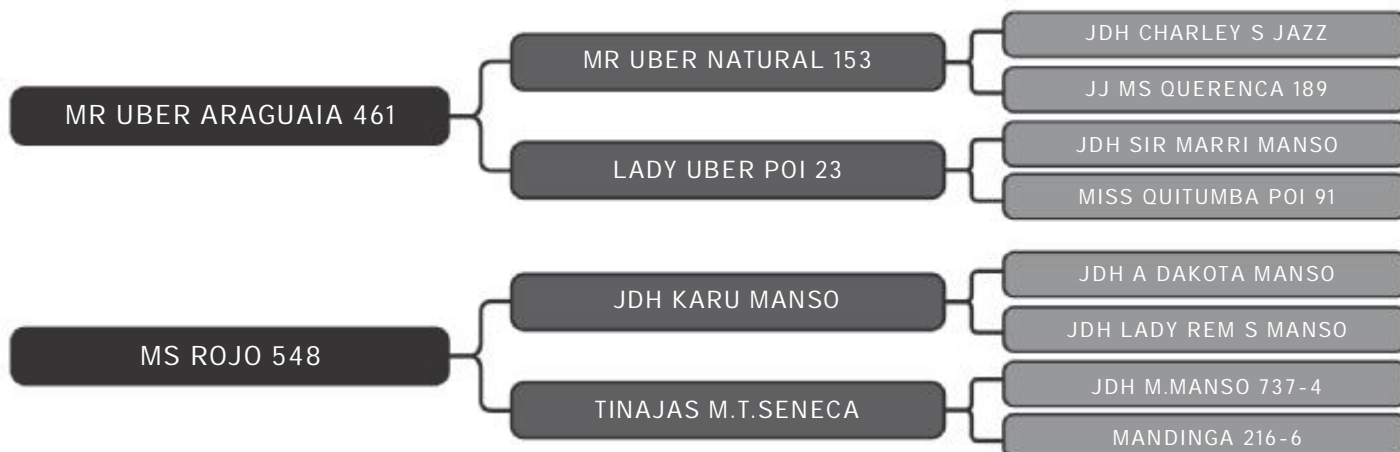 MR UBER ARAGUAIA 461
MR UBER NATURAL 153
JDH CHARLEY S JAZZ
JJ MS QUERENCA 189
LADY UBER POI 23
JDH SIR MARRI MANSO
MISS QUITUMBA POI 91
MS ROJO 548
JDH KARU MANSO
JDH A DAKOTA MANSO
JDH LADY REM S MANSO
TINAJAS M.T.SENECA
JDH M.MANSO 737-4
MANDINGA 216-6